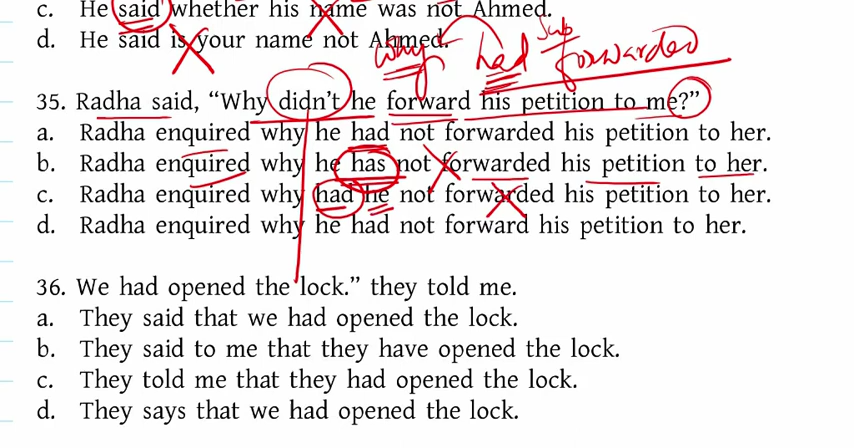 c. He said whether his name was not Ahmed.
d. He said is your name not Ahmed.
why had sub forwarded
35. Radha said, “Why didn’t he forward his petition to me?”
a. Radha enquired why he had not forwarded his petition to her.
b. Radha enquired why he has not forwarded his petition to her.
c. Radha enquired why had he not forwarded his petition to her.
d. Radha enquired why he had not forward his petition to her.
36. We had opened the lock.” they told me.
a. They said that we had opened the lock.
b. They said to me that they have opened the lock.
c. They told me that they had opened the lock.
d. They says that we had opened the lock.